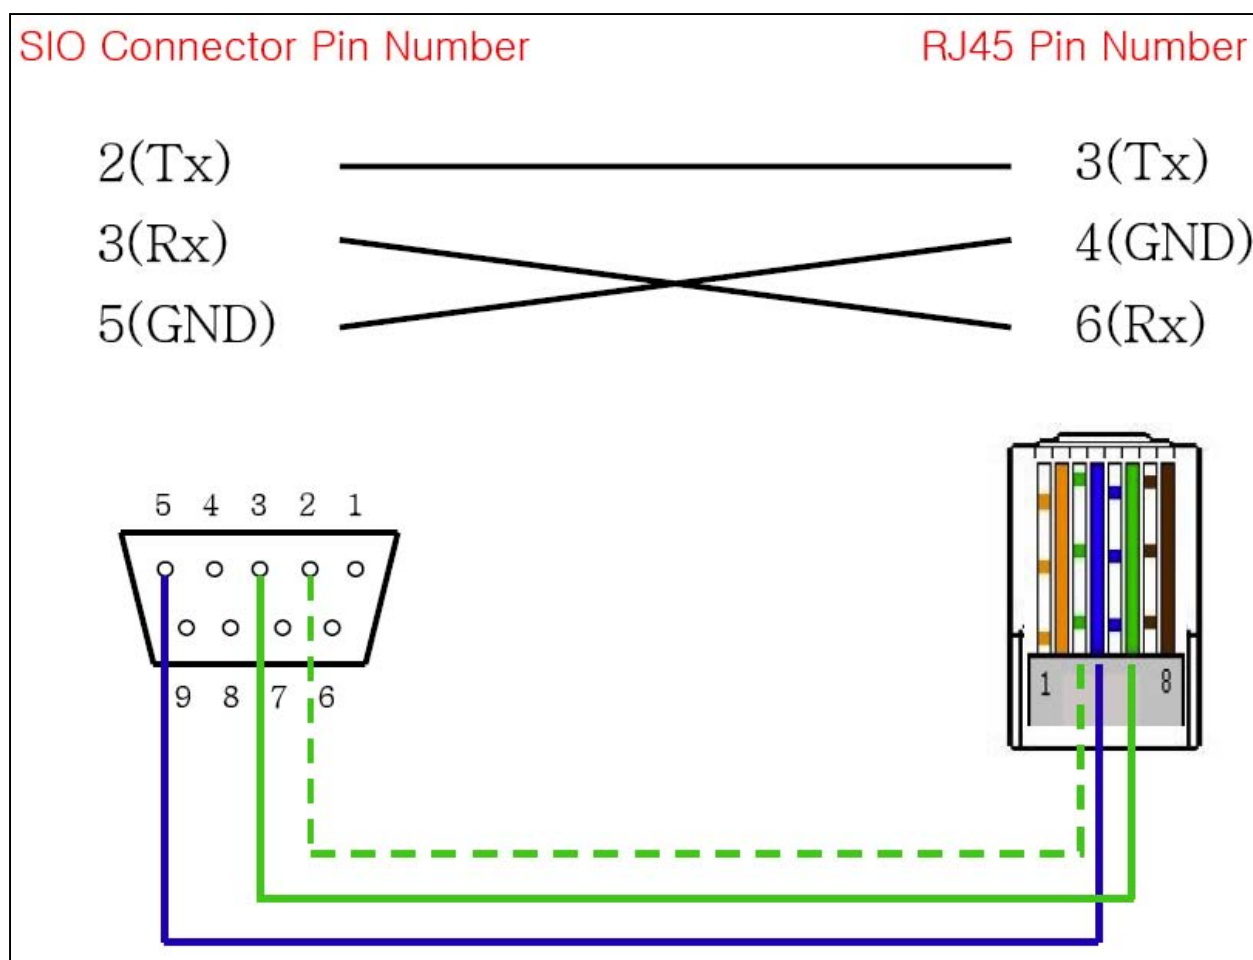 SIO Connector Pin Number RJ45 Pin Number
2(Tx) 3(Tx)
3(Rx) 4(GND)
5(GND) 6(Rx)
5 4 3 2 1
9 8 7 6
1 8